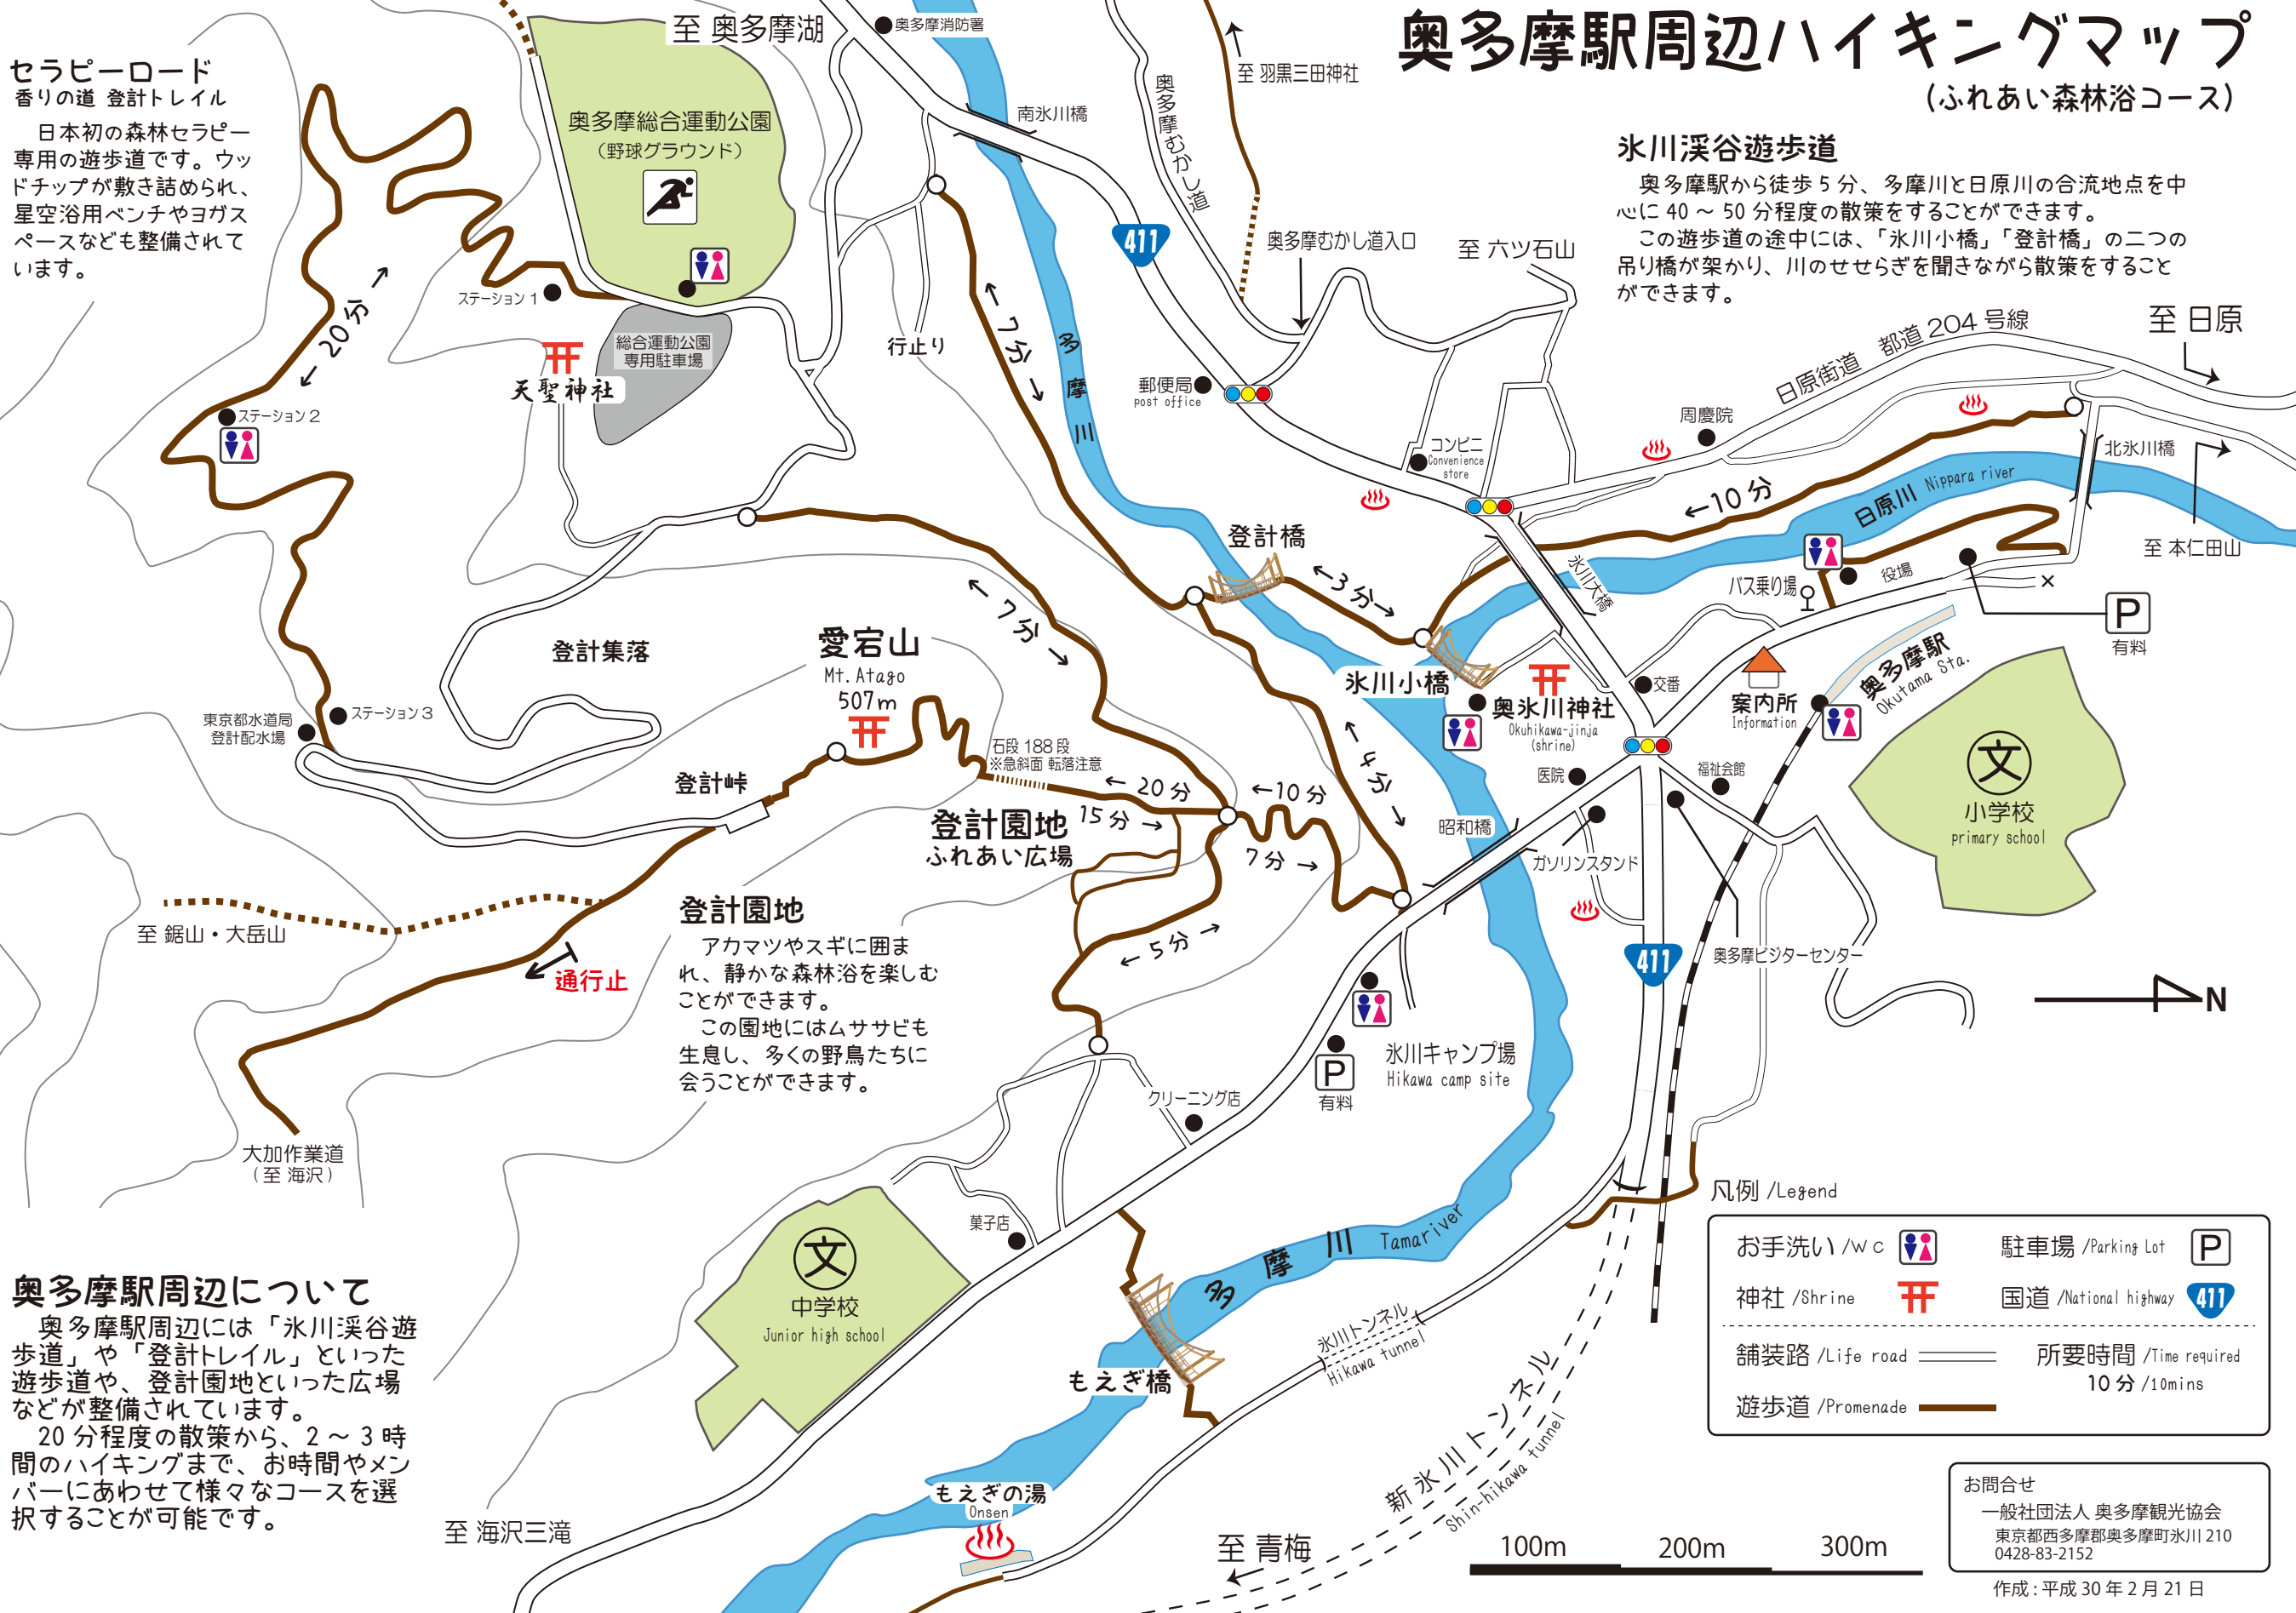 奥多摩駅周辺ハイキングマップ
(ふれあい森林浴コース)
セラピーロード
香りの道 登計トレイル
日本初の森林セラピー
専用の遊歩道です。ウッ
ドチップが敷き詰められ、
星空浴用ベンチやヨガス
ペースなども整備されて
います。
氷川渓谷遊歩道
奥多摩駅から徒歩 5 分、多摩川と日原川の合流地点を中
心に 40 ～ 50 分程度の散策をすることができます。
この遊歩道の途中には、「氷川小橋」「登計橋」の二つの
吊り橋が架かり、川のせせらぎを聞きながら散策をすること
ができます。
至 奥多摩湖
奥多摩消防署
至 羽黒三田神社
奥多摩むかし道
南氷川橋
奥多摩総合運動公園
(野球グラウンド)
411
奥多摩むかし道入口
至 六ツ石山
ステーション 1
20 分
総合運動公園
専用駐車場
天聖神社
行止り
7 分
多摩川
郵便局
post office
日原街道 都道 204 号線
至 日原
周慶院
コンビニ
Convenience
store
北氷川橋
ステーション 2
10 分
日原川 Nippara river
至 本仁田山
登計橋
3 分
氷川大橋
バス乗り場
役場
P
有料
登計集落
愛宕山
Mt. Atago
507m
7 分
氷川小橋
奥氷川神社
Okuhikawa-jinja
(shrine)
交番
案内所
Information
奥多摩駅
Okutama Sta.
東京都水道局
登計配水場
ステーション 3
石段 188 段
※急斜面 転落注意
登計峠
20 分
15 分
10 分
7 分
4 分
医院
福祉会館
昭和橋
ガソリンスタンド
文
小学校
primary school
登計園地
ふれあい広場
登計園地
アカマツやスギに囲ま
れ、静かな森林浴を楽しむ
ことができます。
この園地にはムササビも
生息し、多くの野鳥たちに
会うことができます。
5 分
至 鋸山・大岳山
通行止
411
奥多摩ビジターセンター
N
氷川キャンプ場
Hikawa camp site
P
有料
クリーニング店
大加作業道
(至 海沢)
菓子店
文
中学校
Junior high school
多摩川 Tamariver
もえぎ橋
氷川トンネル
Hikawa tunnel
新氷川トンネル
Shin-hikawa tunnel
もえぎの湯
Onsen
至 海沢三滝
至 青梅
奥多摩駅周辺について
奥多摩駅周辺には「氷川渓谷遊
歩道」や「登計トレイル」といった
遊歩道や、登計園地といった広場
などが整備されています。
20 分程度の散策から、2 ～ 3 時
間のハイキングまで、お時間やメン
バーにあわせて様々なコースを選
択することが可能です。
凡例 /Legend
お手洗い /W C
駐車場 /Parking Lot P
神社 /Shrine
国道 /National highway 411
舗装路 /Life road
所要時間 /Time required
10 分 /10mins
遊歩道 /Promenade
100m 200m 300m
お問合せ
一般社団法人 奥多摩観光協会
東京都西多摩郡奥多摩町氷川 210
0428-83-2152
作成 : 平成 30 年 2 月 21 日